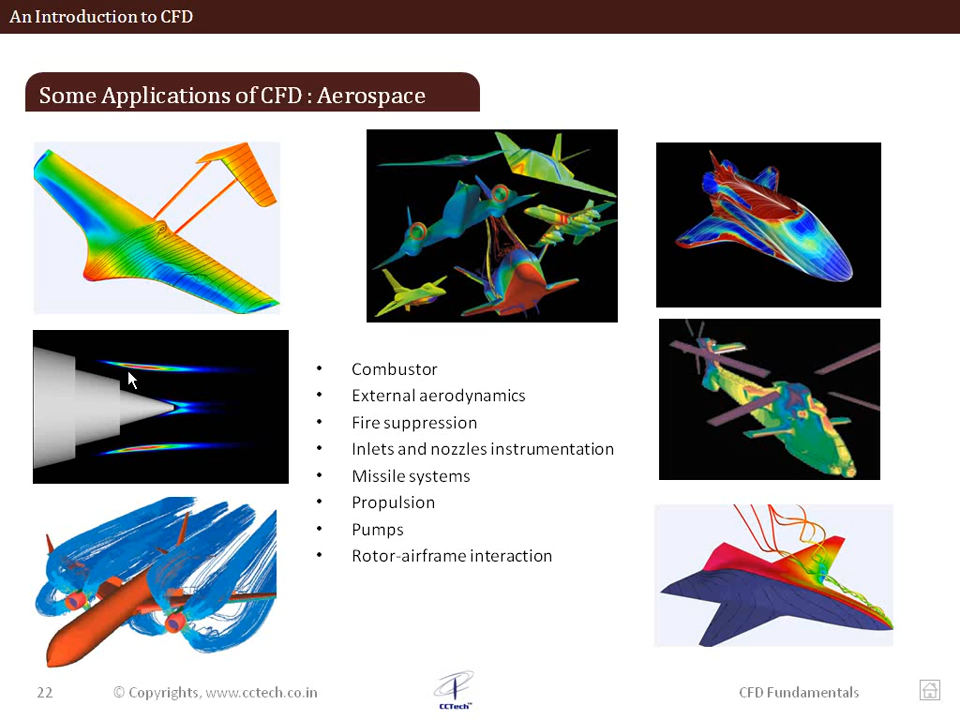 An Introduction to CFD
Some Applications of CFD : Aerospace
• Combustor
• External aerodynamics
• Fire suppression
• Inlets and nozzles instrumentation
• Missile systems
• Propulsion
• Pumps
• Rotor-airframe interaction
22
© Copyrights, www.cctech.co.in
CCTech™
CFD Fundamentals